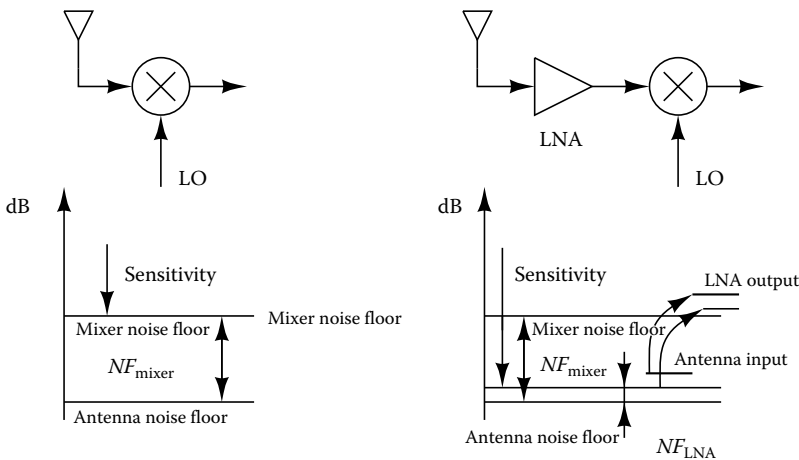 LNA
LO
LO
dB
Sensitivity
Mixer noise floor
Mixer noise floor
NFmixer
Antenna noise floor
dB
Sensitivity
LNA output
Mixer noise floor
NFmixer
Antenna input
Antenna noise floor
NFLNA